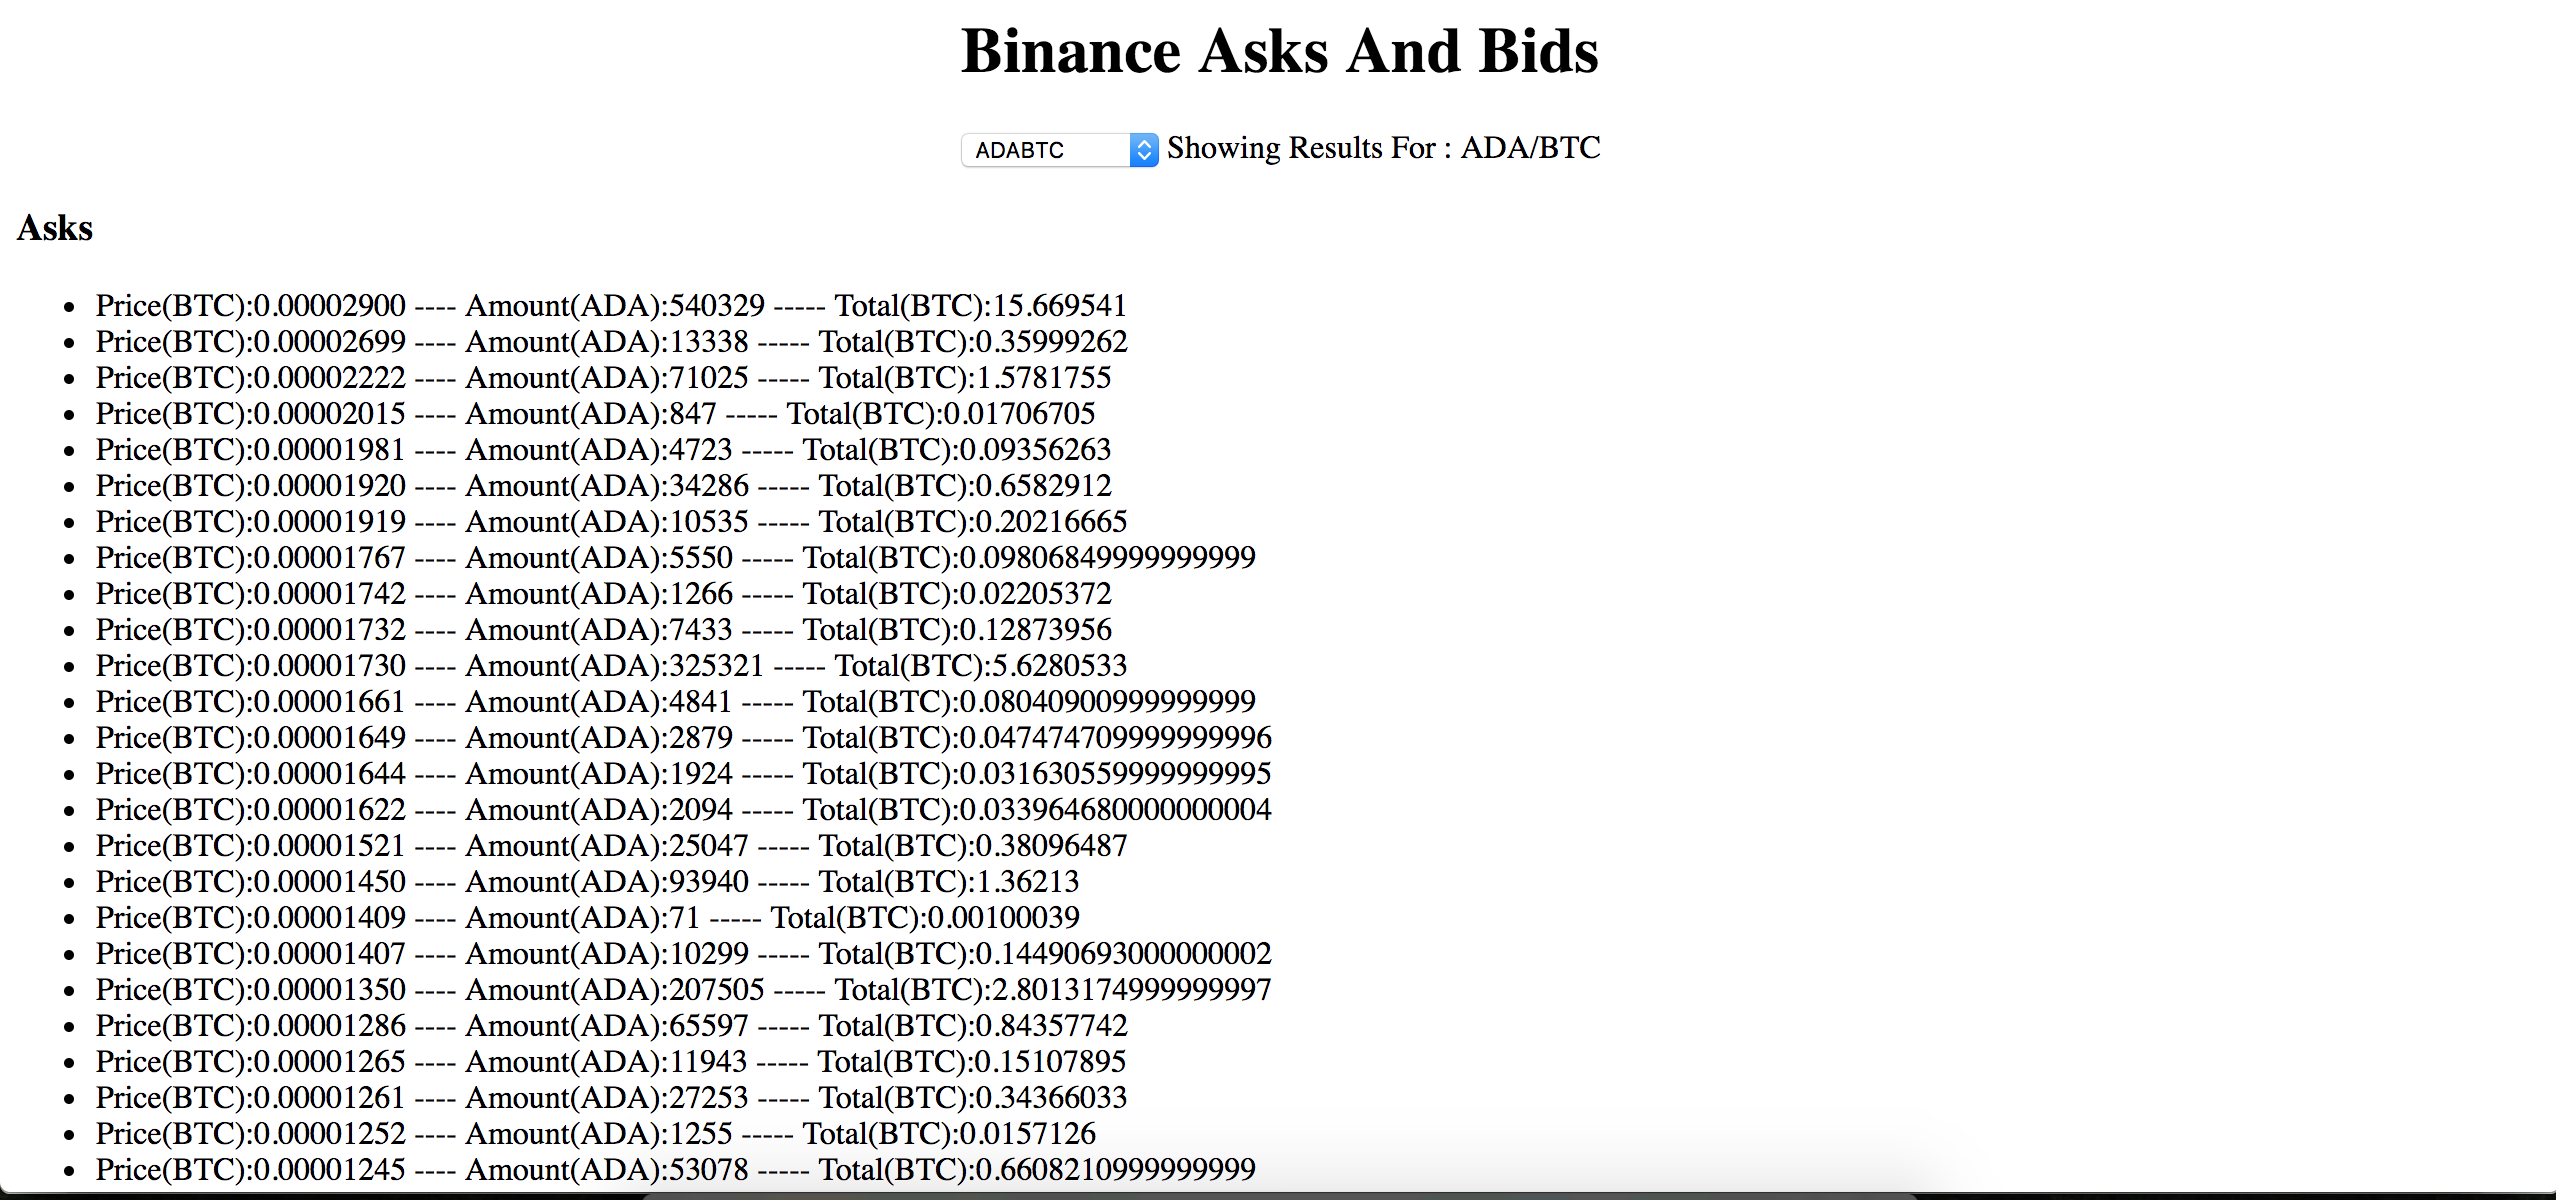 Binance Asks And Bids
ADABTC Showing Results For : ADA/BTC
Asks
Price(BTC):0.00002900 ---- Amount(ADA):540329 ----- Total(BTC):15.669541
Price(BTC):0.00002699 ---- Amount(ADA):13338 ----- Total(BTC):0.35999262
Price(BTC):0.00002222 ---- Amount(ADA):71025 ----- Total(BTC):1.5781755
Price(BTC):0.00002015 ---- Amount(ADA):847 ----- Total(BTC):0.01706705
Price(BTC):0.00001981 ---- Amount(ADA):4723 ----- Total(BTC):0.09356263
Price(BTC):0.00001920 ---- Amount(ADA):34286 ----- Total(BTC):0.6582912
Price(BTC):0.00001919 ---- Amount(ADA):10535 ----- Total(BTC):0.20216665
Price(BTC):0.00001767 ---- Amount(ADA):5550 ----- Total(BTC):0.09806849999999999
Price(BTC):0.00001742 ---- Amount(ADA):1266 ----- Total(BTC):0.02205372
Price(BTC):0.00001732 ---- Amount(ADA):7433 ----- Total(BTC):0.12873956
Price(BTC):0.00001730 ---- Amount(ADA):325321 ----- Total(BTC):5.6280533
Price(BTC):0.00001661 ---- Amount(ADA):4841 ----- Total(BTC):0.08040900999999999
Price(BTC):0.00001649 ---- Amount(ADA):2879 ----- Total(BTC):0.047474709999999996
Price(BTC):0.00001644 ---- Amount(ADA):1924 ----- Total(BTC):0.031630559999999995
Price(BTC):0.00001622 ---- Amount(ADA):2094 ----- Total(BTC):0.033964680000000004
Price(BTC):0.00001521 ---- Amount(ADA):25047 ----- Total(BTC):0.38096487
Price(BTC):0.00001450 ---- Amount(ADA):93940 ----- Total(BTC):1.36213
Price(BTC):0.00001409 ---- Amount(ADA):71 ----- Total(BTC):0.00100039
Price(BTC):0.00001407 ---- Amount(ADA):10299 ----- Total(BTC):0.14490693000000002
Price(BTC):0.00001350 ---- Amount(ADA):207505 ----- Total(BTC):2.8013174999999997
Price(BTC):0.00001286 ---- Amount(ADA):65597 ----- Total(BTC):0.84357742
Price(BTC):0.00001265 ---- Amount(ADA):11943 ----- Total(BTC):0.15107895
Price(BTC):0.00001261 ---- Amount(ADA):27253 ----- Total(BTC):0.34366033
Price(BTC):0.00001252 ---- Amount(ADA):1255 ----- Total(BTC):0.0157126
Price(BTC):0.00001245 ---- Amount(ADA):53078 ----- Total(BTC):0.6608210999999999